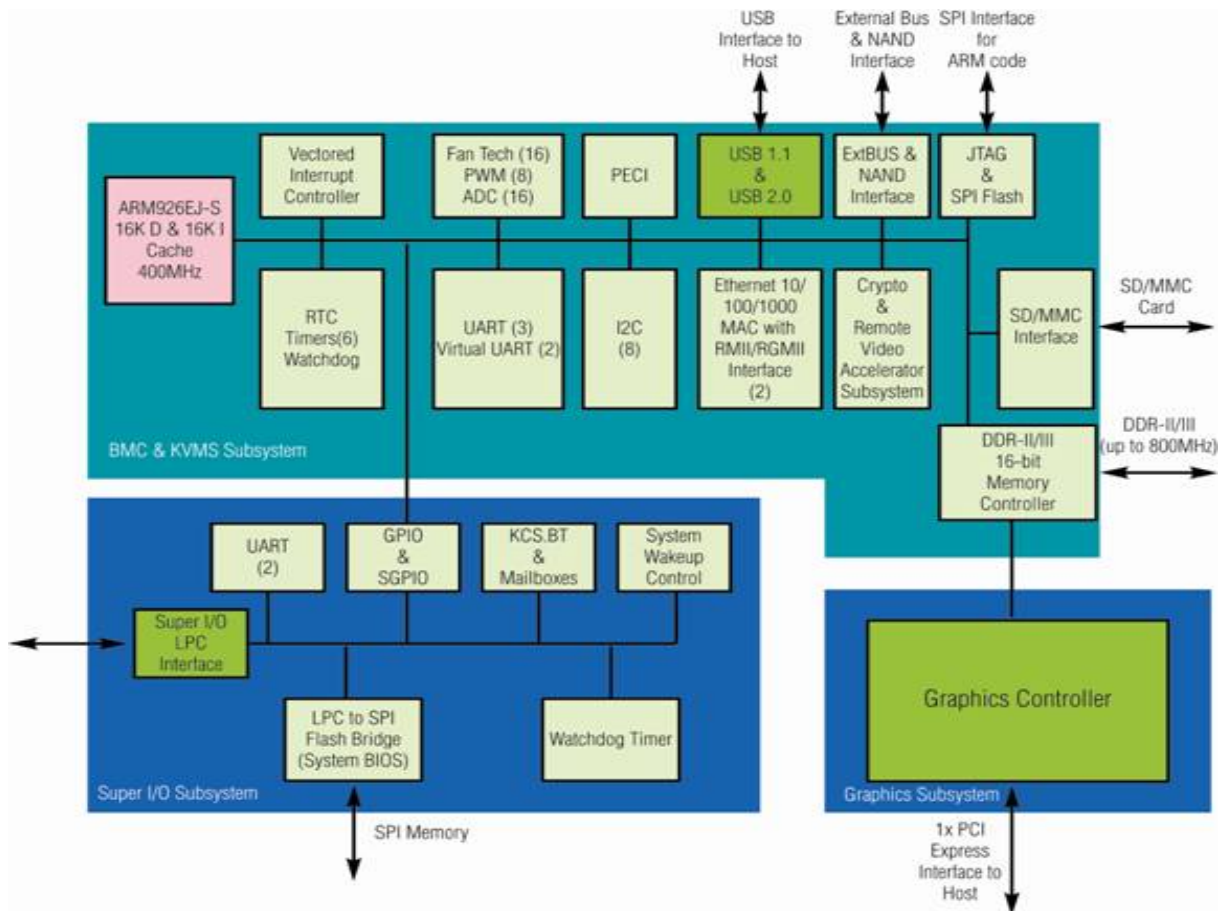 USB
Interface to
Host
External Bus
& NAND
Interface
SPI Interface
for
ARM code
Vectored
Interrupt
Controller
Fan Tech (16)
PWM (8)
ADC (16)
PECI
USB 1.1
&
USB 2.0
ExtBUS &
NAND
Interface
JTAG
&
SPI Flash
ARM926EJ-S
16K D & 16K I
Cache
400MHz
RTC
Timers(6)
Watchdog
UART (3)
Virtual UART (2)
I2C
(8)
Ethernet 10/
100/1000
MAC with
RMII/RGMII
Interface
(2)
Crypto
&
Remote
Video
Accelerator
Subsystem
SD/MMC
Interface
SD/MMC
Card
BMC & KVMS Subsystem
DDR-II/III
16-bit
Memory
Controller
DDR-II/III
(up to 800MHz)
UART
(2)
GPIO
&
SGPIO
KCS.BT
&
Mailboxes
System
Wakeup
Control
Super I/O
LPC
Interface
LPC to SPI
Flash Bridge
(System BIOS)
Watchdog Timer
Super I/O Subsystem
SPI Memory
Graphics Controller
Graphics Subsystem
1x PCI
Express
Interface to
Host